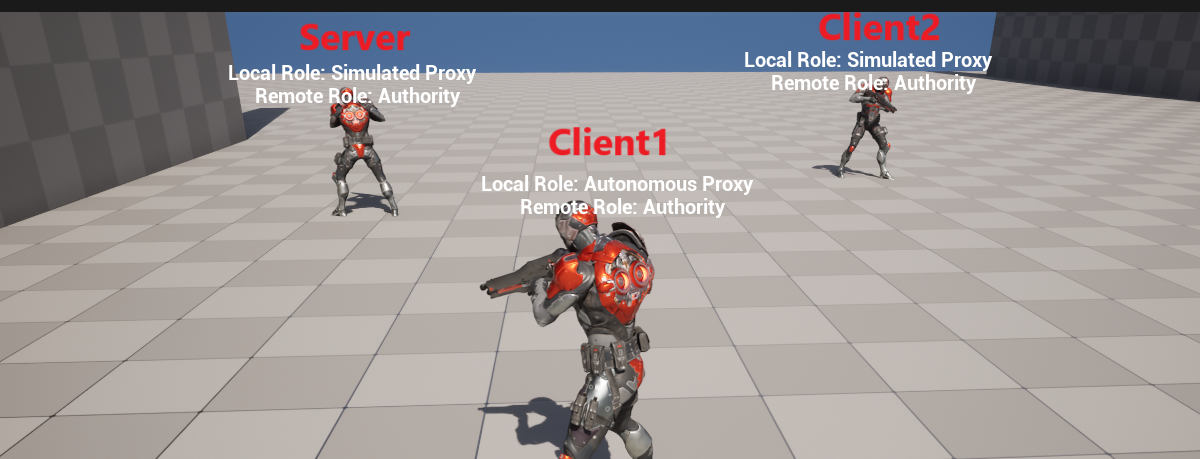 Server
Local Role: Simulated Proxy
Remote Role: Authority
Client2
Local Role: Simulated Proxy
Remote Role: Authority
Client1
Local Role: Autonomous Proxy
Remote Role: Authority